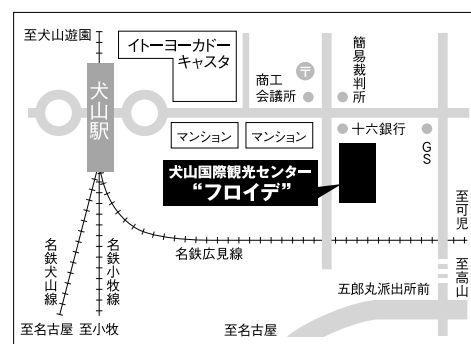 至犬山遊園
イトーヨーカドー
キャスタ
簡易裁判所
〒
商工
会議所
犬山駅
マンション
マンション
十六銀行
GS
犬山国際観光センター
“フロイデ”
至可児
名鉄犬山線
名鉄小牧線
名鉄広見線
至高山
五郎丸派出所前
至名古屋
至小牧
至名古屋